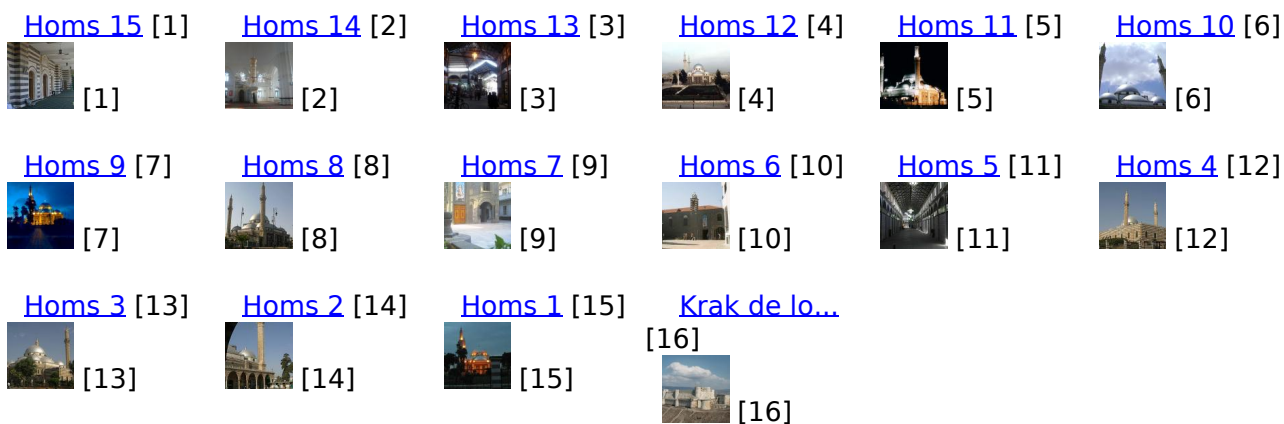 Homs 15 [1] Homs 14 [2] Homs 13 [3] Homs 12 [4] Homs 11 [5] Homs 10 [6]
[1] [2] [3] [4] [5] [6]
Homs 9 [7] Homs 8 [8] Homs 7 [9] Homs 6 [10] Homs 5 [11] Homs 4 [12]
[7] [8] [9] [10] [11] [12]
Homs 3 [13] Homs 2 [14] Homs 1 [15] Krak de lo...
[16]
[13] [14] [15]
[16]